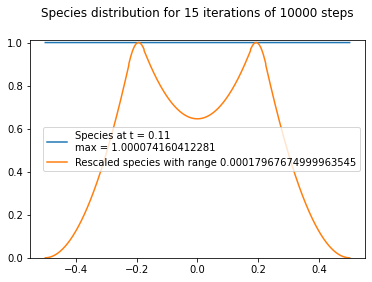 Species distribution for 15 iterations of 10000 steps
1.0
0.8
0.6
0.4
0.2
0.0
Species at t = 0.11
max = 1.000074160412281
Rescaled species with range 0.00017967674999963545
−0.4 −0.2 0.0 0.2 0.4